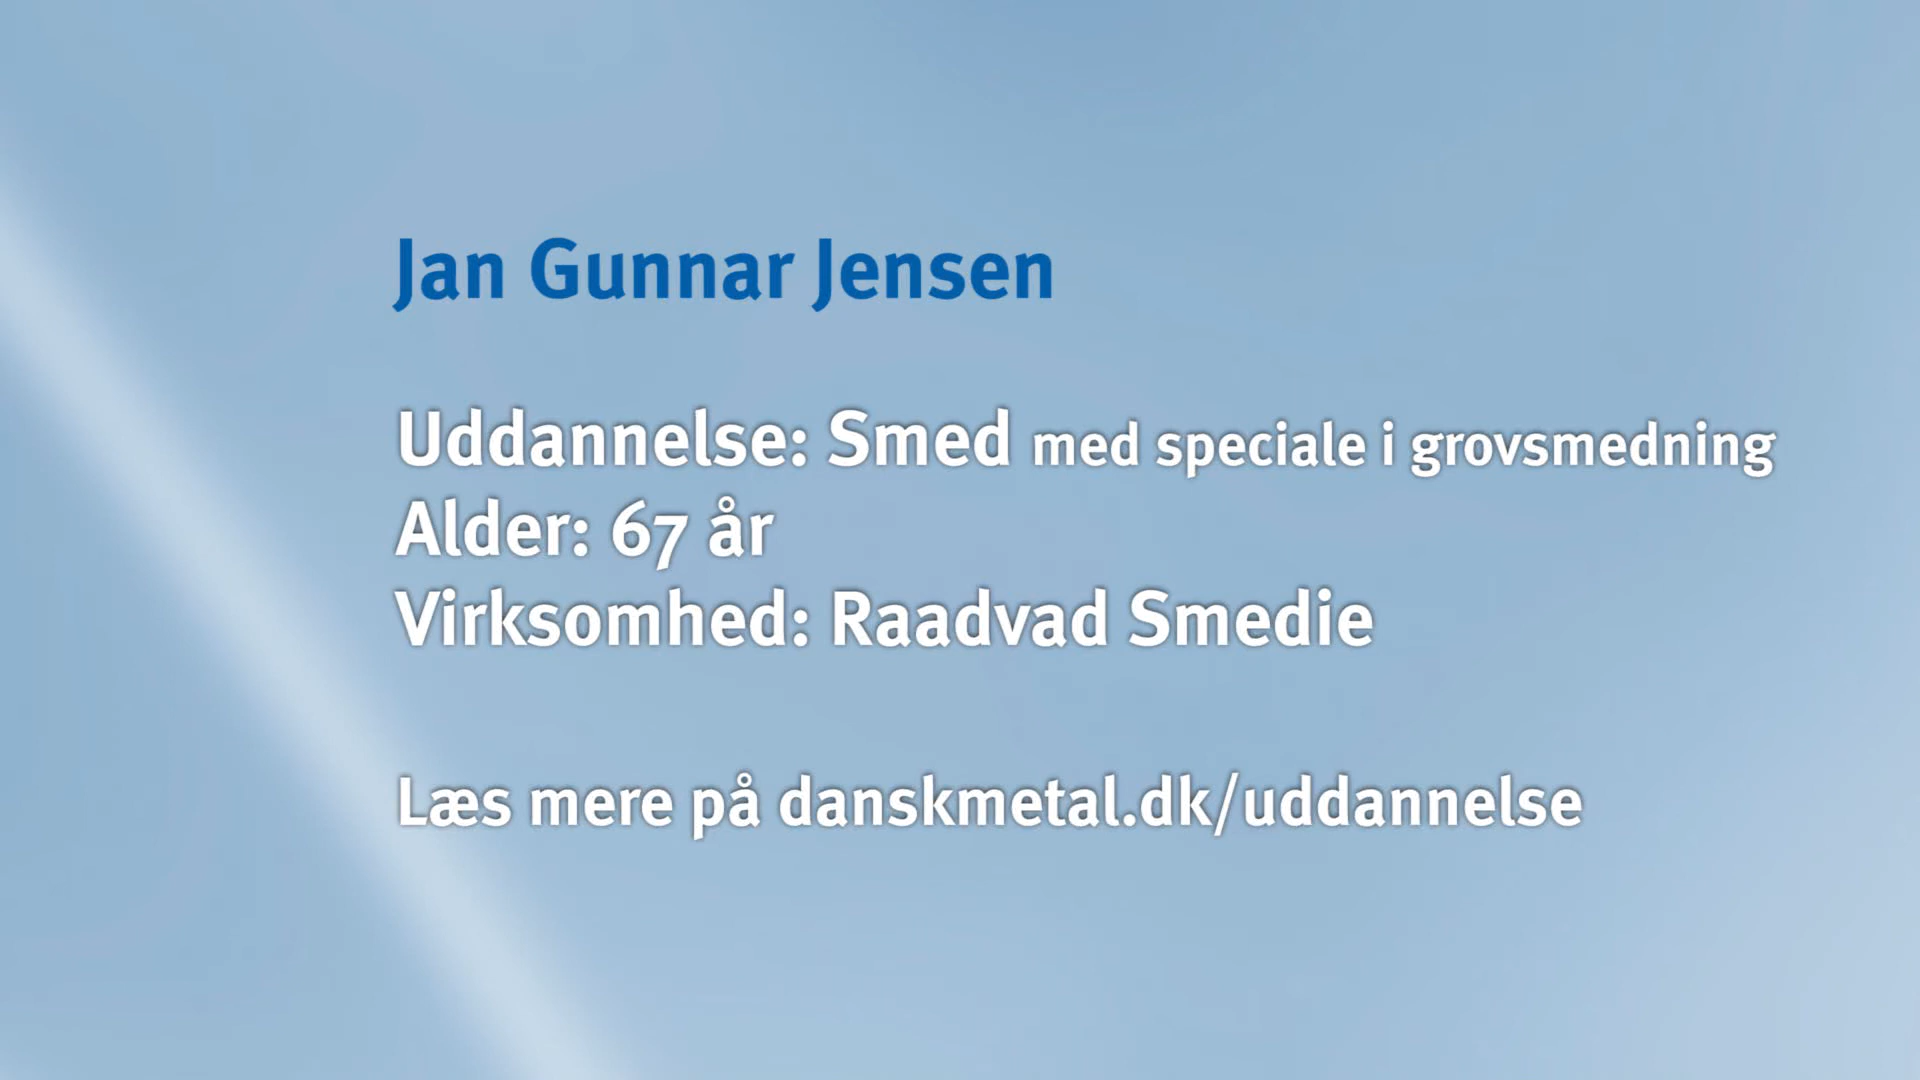 Jan Gunnar Jensen
Uddannelse: Smed med speciale i grovsmedning
Alder: 67 år
Virksomhed: Raadvad Smedie
Læs mere på danskmetal.dk/uddannelse